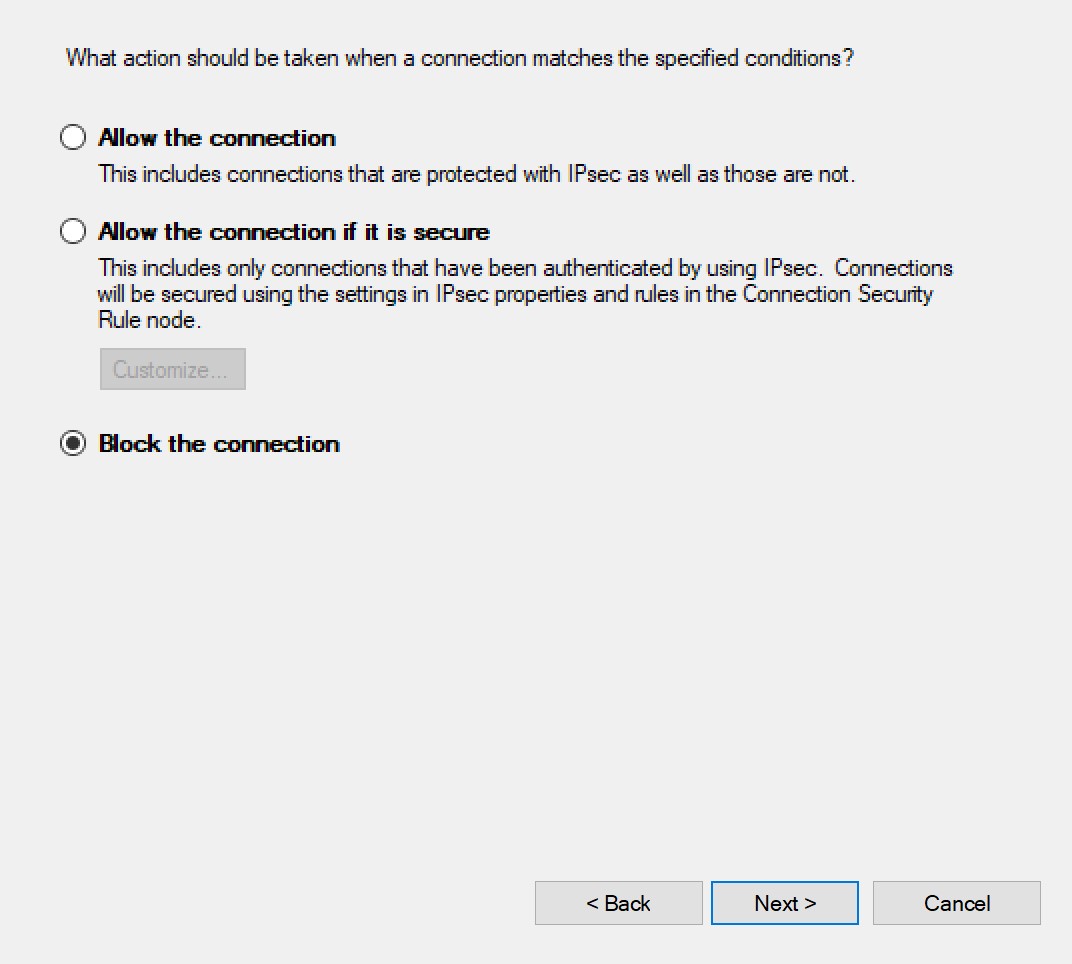 What action should be taken when a connection matches the specified conditions?
Allow the connection
This includes connections that are protected with IPsec as well as those are not.
Allow the connection if it is secure
This includes only connections that have been authenticated by using IPsec.  Connections
will be secured using the settings in IPsec properties and rules in the Connection Security
Rule node.
Customize...
Block the connection
< Back Next > Cancel